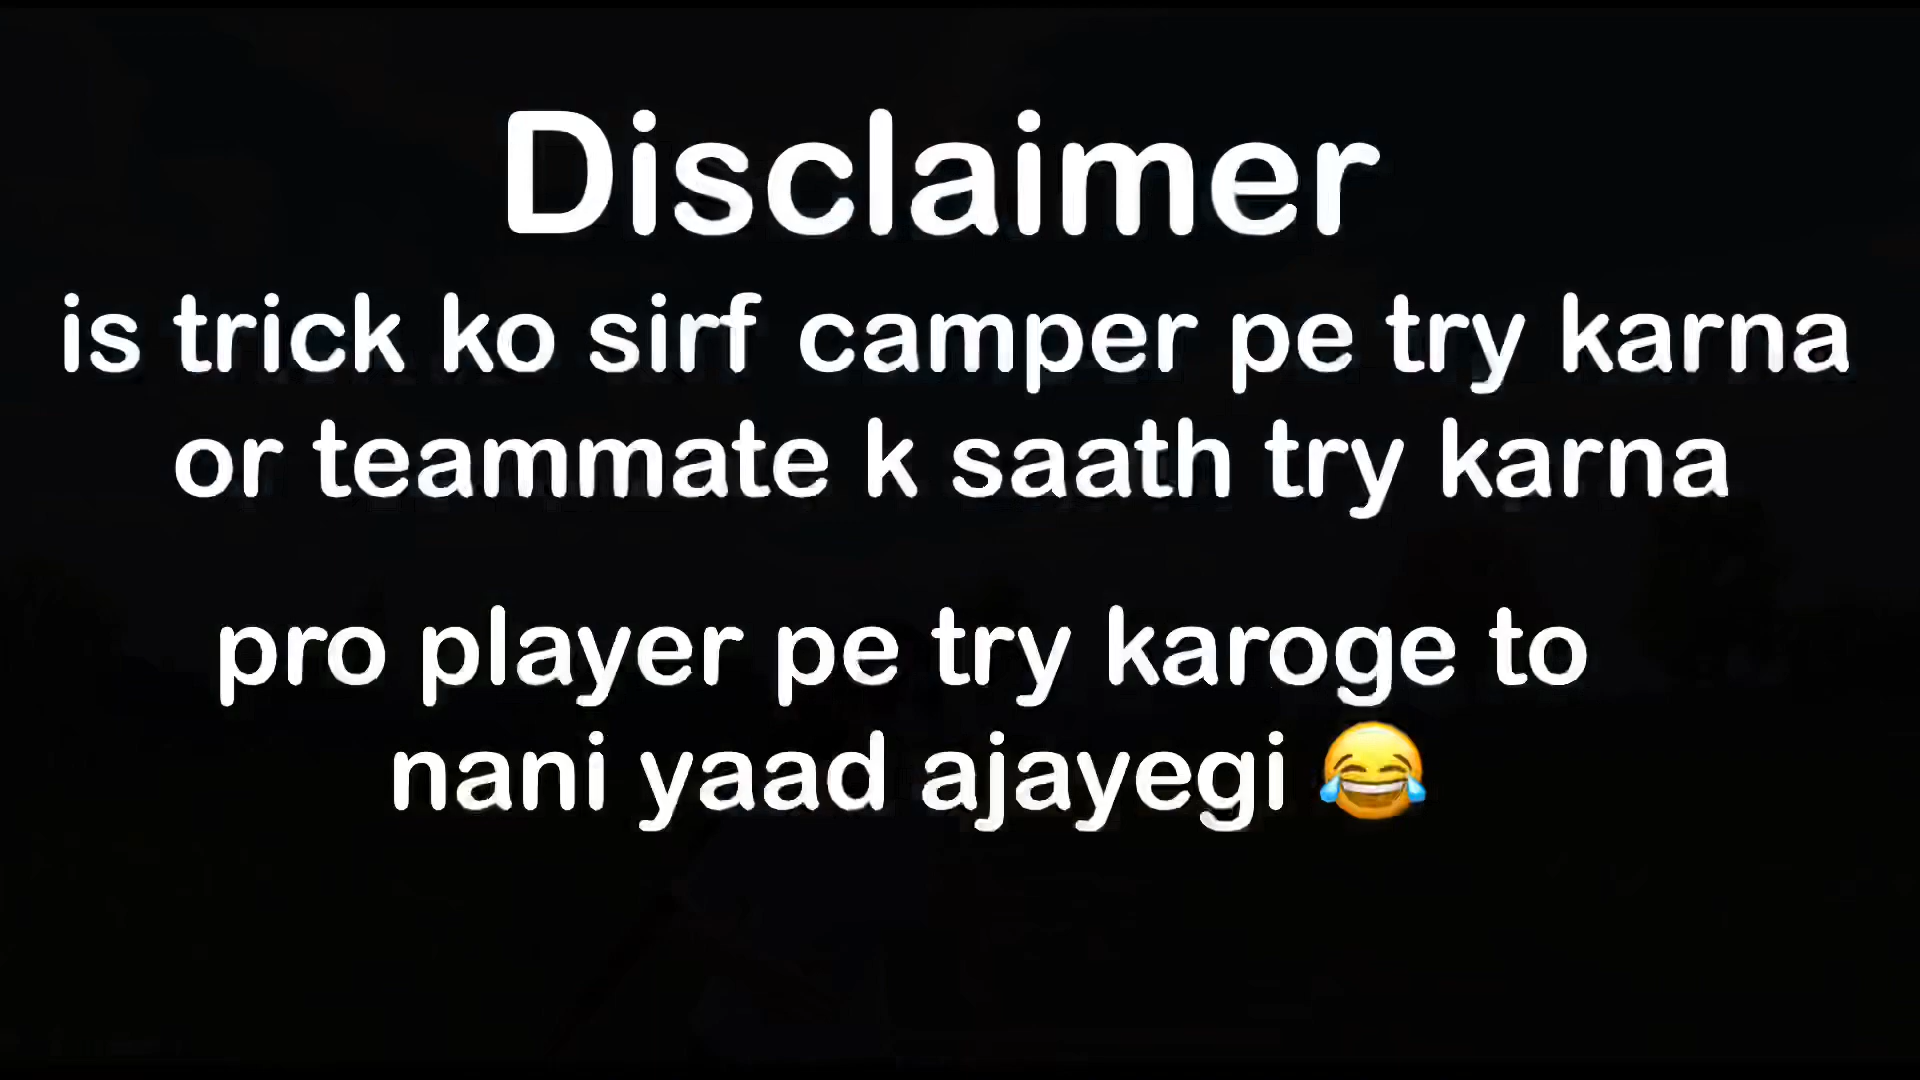 Disclaimer
is trick ko sirf camper pe try karna
or teammate k saath try karna
pro player pe try karoge to
nani yaad ajayegi 😂